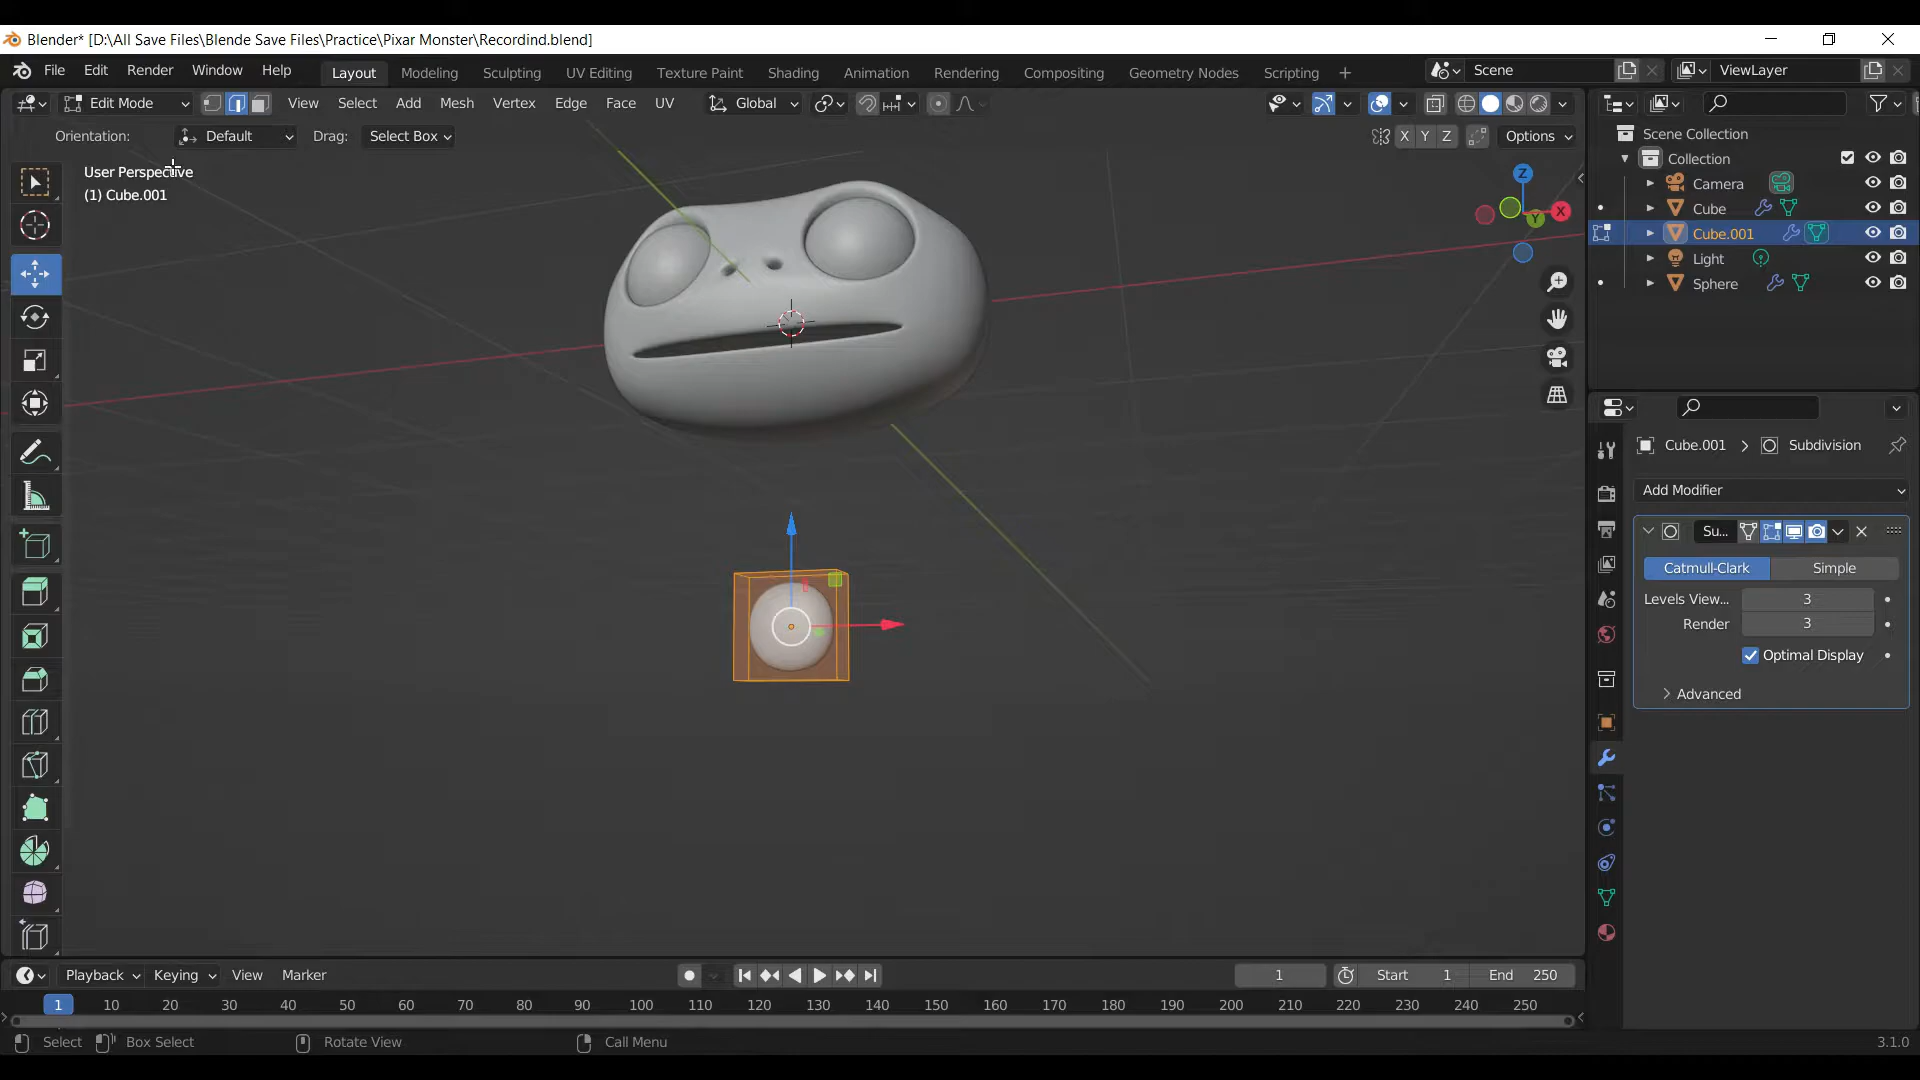 Blender* [D:\All Save Files\Blende Save Files\Practice\Pixar Monster\Recordind.blend]
File Edit Render Window Help Layout Modeling Sculpting UV Editing Texture Paint Shading Animation Rendering Compositing Geometry Nodes Scripting + Scene ViewLayer
Edit Mode View Select Add Mesh Vertex Edge Face UV Global
Orientation: Default Drag: Select Box X Y Z Options
Scene Collection
Collection
Camera
Cube
Cube.001
Light
Sphere
User Perspective
(1) Cube.001
Z
X
Y
Cube.001 > Subdivision
Add Modifier
Su...
Catmull-Clark Simple
Levels View... 3
Render 3
Optimal Display
Advanced
Playback Keying View Marker 1 Start 1 End 250
1 10 20 30 40 50 60 70 80 90 100 110 120 130 140 150 160 170 180 190 200 210 220 230 240 250
Select Box Select Rotate View Call Menu 3.1.0